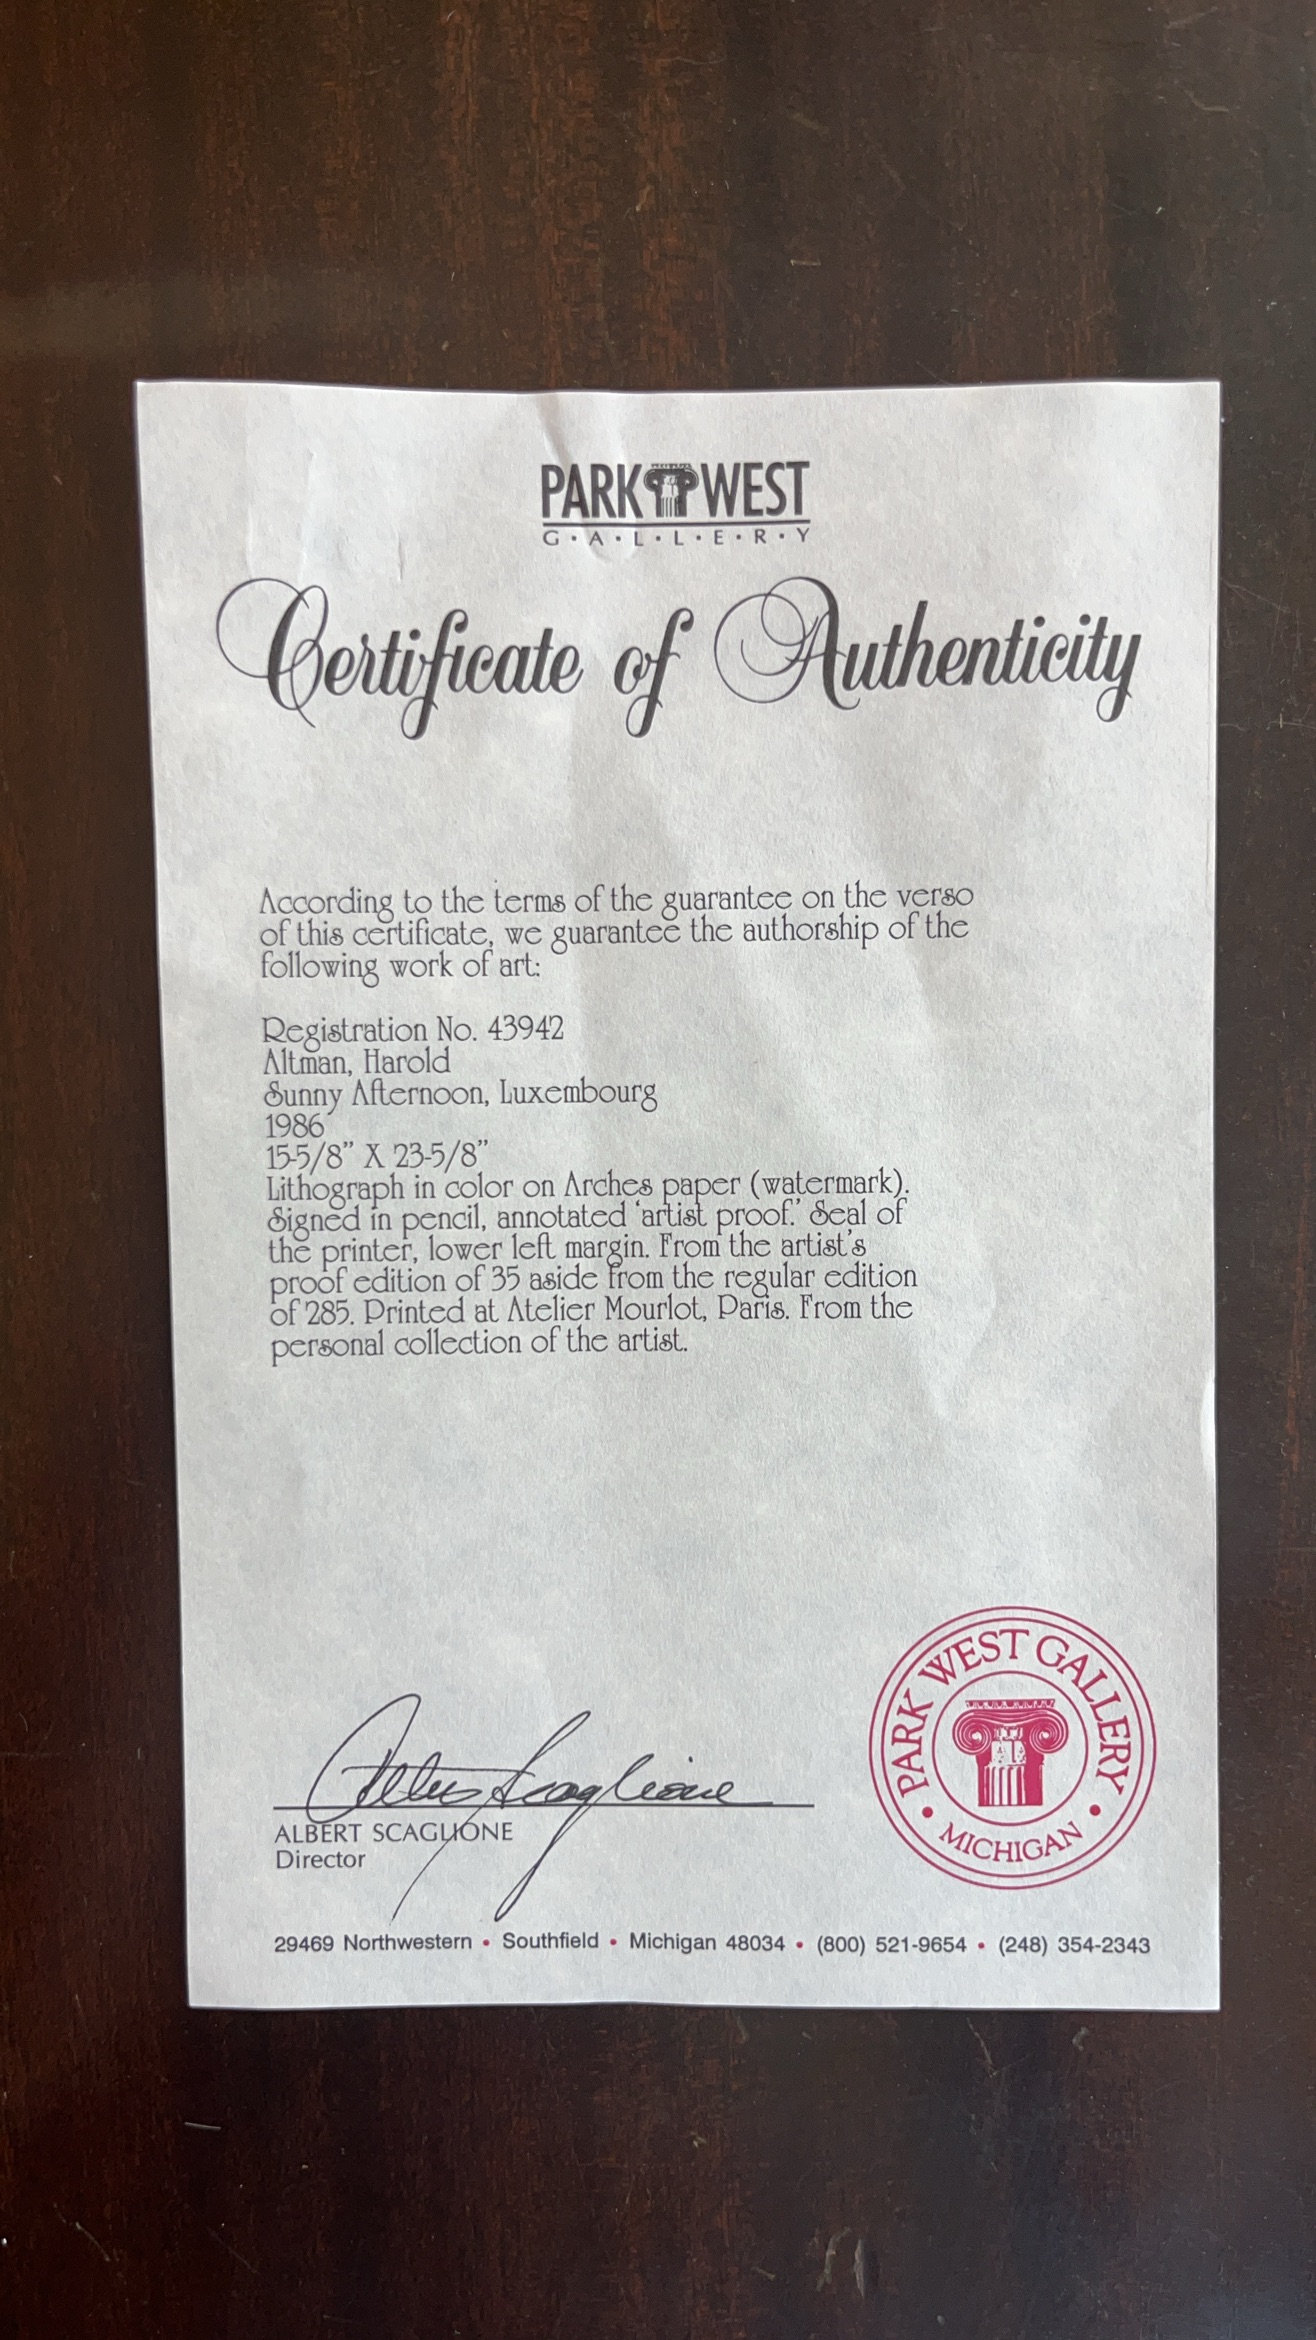 PARK WEST
G·A·L·L·E·R·Y
Certificate of Authenticity
According to the terms of the guarantee on the verso
of this certificate, we guarantee the authorship of the
following work of art:
Registration No. 43942
Altman, Harold
Sunny Afternoon, Luxembourg
1986
15-5/8" X 23-5/8"
Lithograph in color on Arches paper (watermark).
Signed in pencil, annotated 'artist proof.' Seal of
the printer, lower left margin. From the artist's
proof edition of 35 aside from the regular edition
of 285. Printed at Atelier Mourlot, Paris. From the
personal collection of the artist.
Albert Scaglione
ALBERT SCAGLIONE
Director
PARK WEST GALLERY
• MICHIGAN •
29469 Northwestern • Southfield • Michigan 48034 • (800) 521-9654 • (248) 354-2343